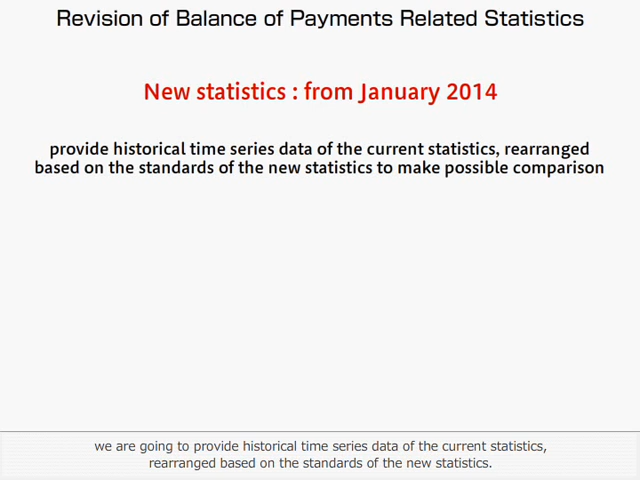 Revision of Balance of Payments Related Statistics
New statistics : from January 2014
provide historical time series data of the current statistics, rearranged
based on the standards of the new statistics to make possible comparison
we are going to provide historical time series data of the current statistics,
rearranged based on the standards of the new statistics.